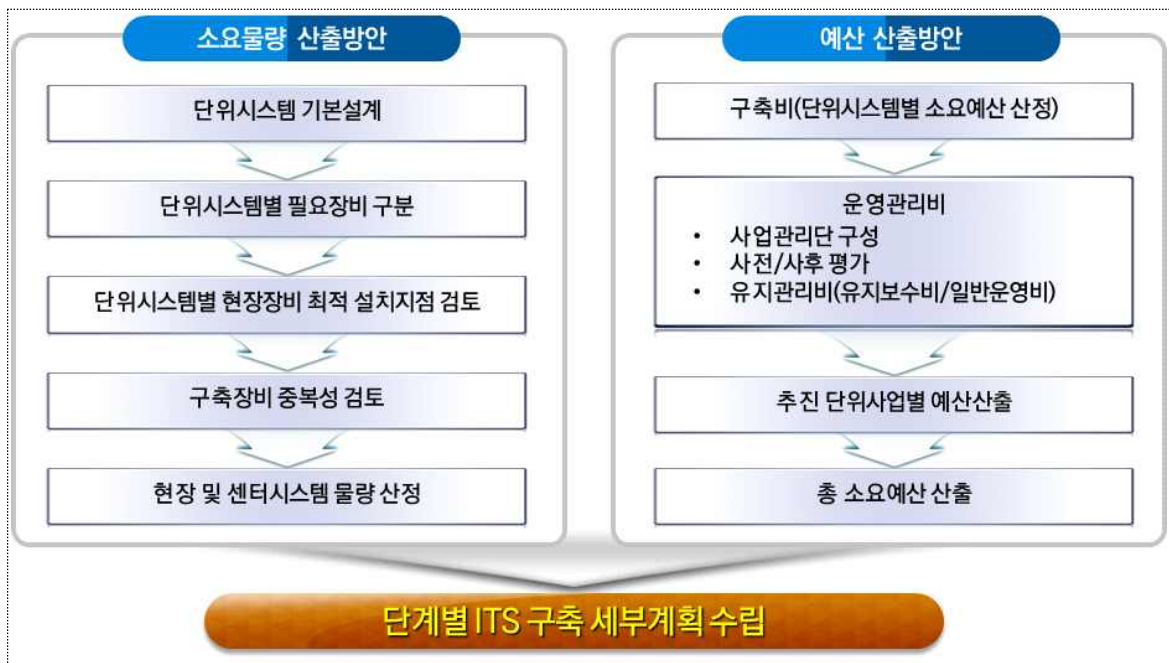 소요물량 산출방안
단위시스템 기본설계
단위시스템별 필요장비 구분
단위시스템별 현장장비 최적 설치지점 검토
구축장비 중복성 검토
현장 및 센터시스템 물량 산정
예산 산출방안
구축비(단위시스템별 소요예산 산정)
운영관리비
• 사업관리단 구성
• 사전/사후 평가
• 유지관리비(유지보수비/일반운영비)
추진 단위사업별 예산산출
총 소요예산 산출
단계별 ITS 구축 세부계획 수립